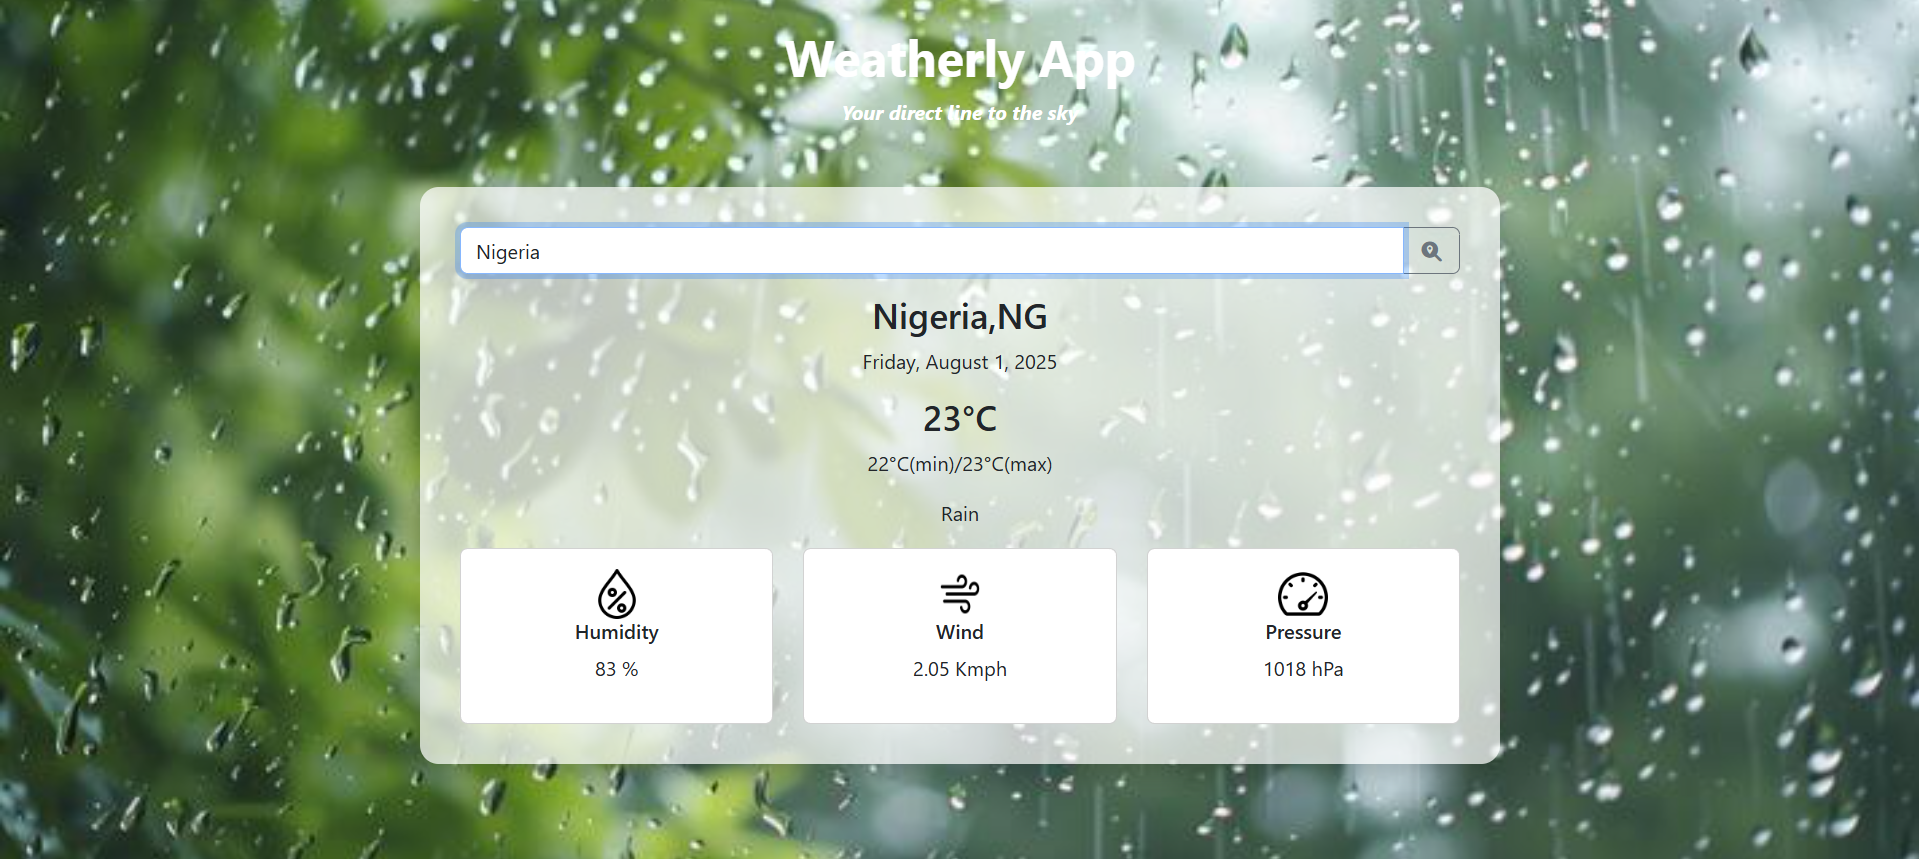 Weatherly App
Your direct line to the sky
Nigeria
Nigeria,NG
Friday, August 1, 2025
23°C
22°C(min)/23°C(max)
Rain
Humidity
83 %
Wind
2.05 Kmph
Pressure
1018 hPa